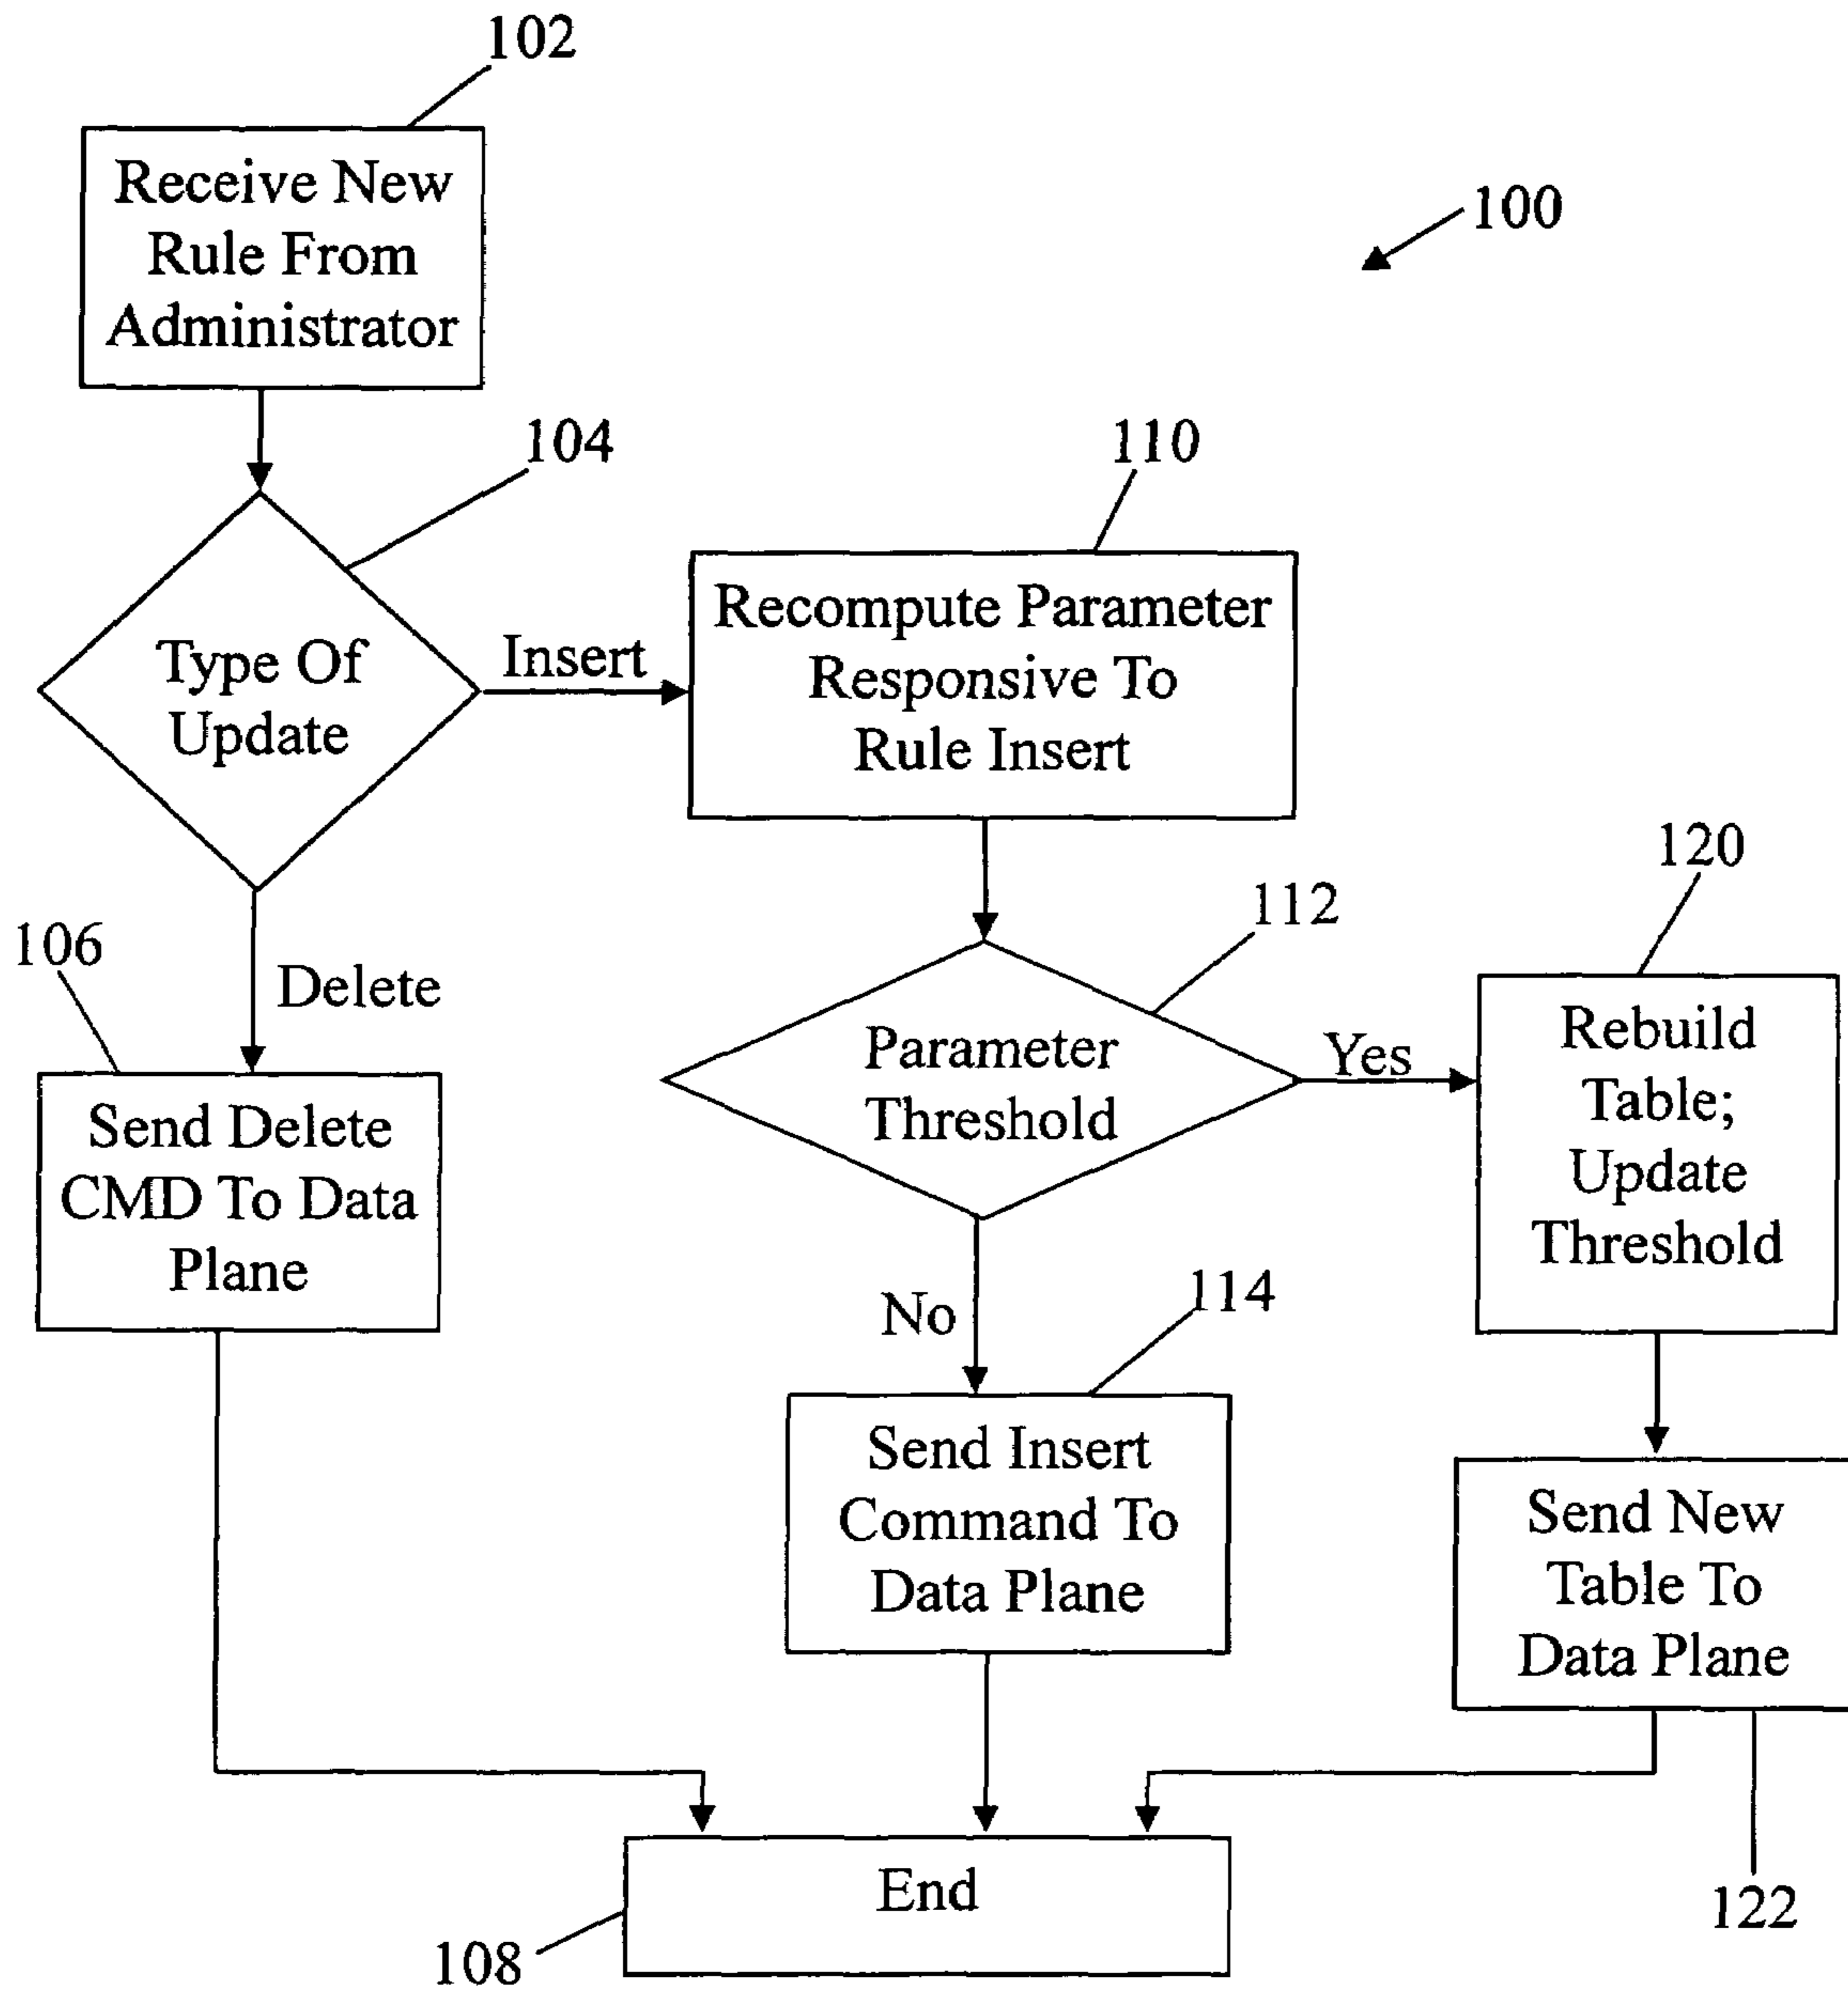 102
Receive New
Rule From
Administrator
100
104
Type Of
Update
Insert
110
Recompute Parameter
Responsive To
Rule Insert
106
Delete
Send Delete
CMD To Data
Plane
112
Parameter
Threshold
Yes
120
Rebuild
Table;
Update
Threshold
No
114
Send Insert
Command To
Data Plane
Send New
Table To
Data Plane
122
End
108